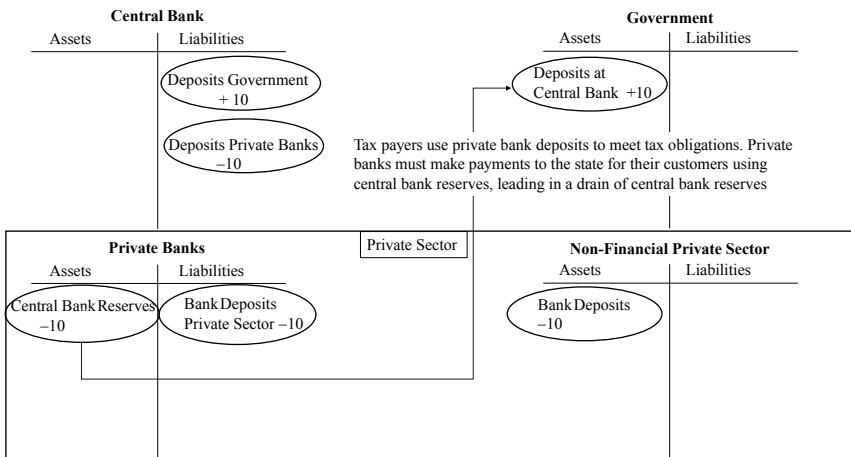 Central Bank
Assets Liabilities
Deposits Government
+ 10
Deposits Private Banks
–10
Government
Assets Liabilities
Deposits at
Central Bank +10
Tax payers use private bank deposits to meet tax obligations. Private
banks must make payments to the state for their customers using
central bank reserves, leading in a drain of central bank reserves
Private Sector
Private Banks
Assets Liabilities
Central Bank Reserves
–10
Bank Deposits
Private Sector –10
Non-Financial Private Sector
Assets Liabilities
Bank Deposits
–10